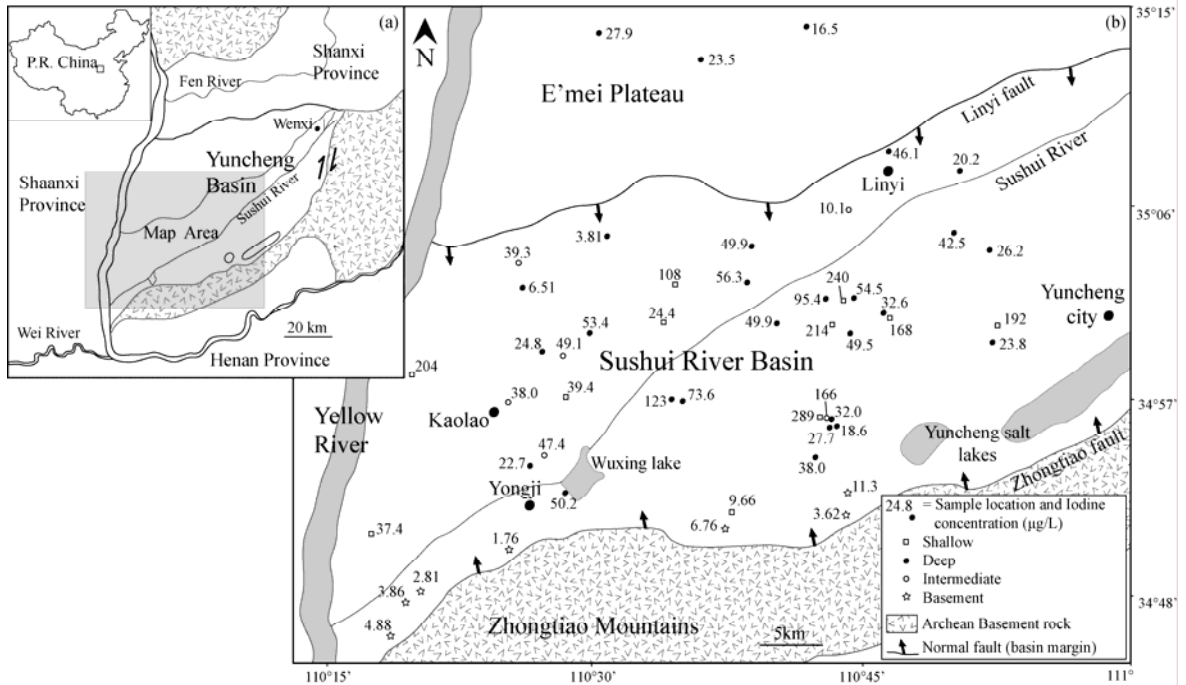 (a)
P.R. China
Shanxi
Province
Fen River
Wenxi
Yuncheng
Basin
Shaanxi
Province
Sushui River
Map Area
Wei River
20 km
Henan Province
(b)
N
35°15'
27.9
16.5
23.5
E'mei Plateau
Linyi fault
46.1
20.2
Sushui River
Linyi
10.1
35°06'
3.81
49.9
42.5
26.2
39.3
108
56.3
240
54.5
6.51
95.4
32.6
Yuncheng
city
24.4
192
53.4
49.9
214
168
49.1
24.8
49.5
23.8
Sushui River Basin
204
38.0
39.4
123
73.6
166
34°57'
Kaolao
289
32.0
Yellow
River
27.7
18.6
Yuncheng salt
lakes
47.4
38.0
Zhongtiao fault
22.7
Wuxing lake
Yongji
50.2
11.3
9.66
3.62
37.4
6.76
1.76
2.81
3.86
4.88
34°48'
Zhongtiao Mountains
5km
24.8 = Sample location and Iodine
concentration (μg/L)
Shallow
Deep
Intermediate
Basement
Archean Basement rock
Normal fault (basin margin)
110°15'
110°30'
110°45'
111°